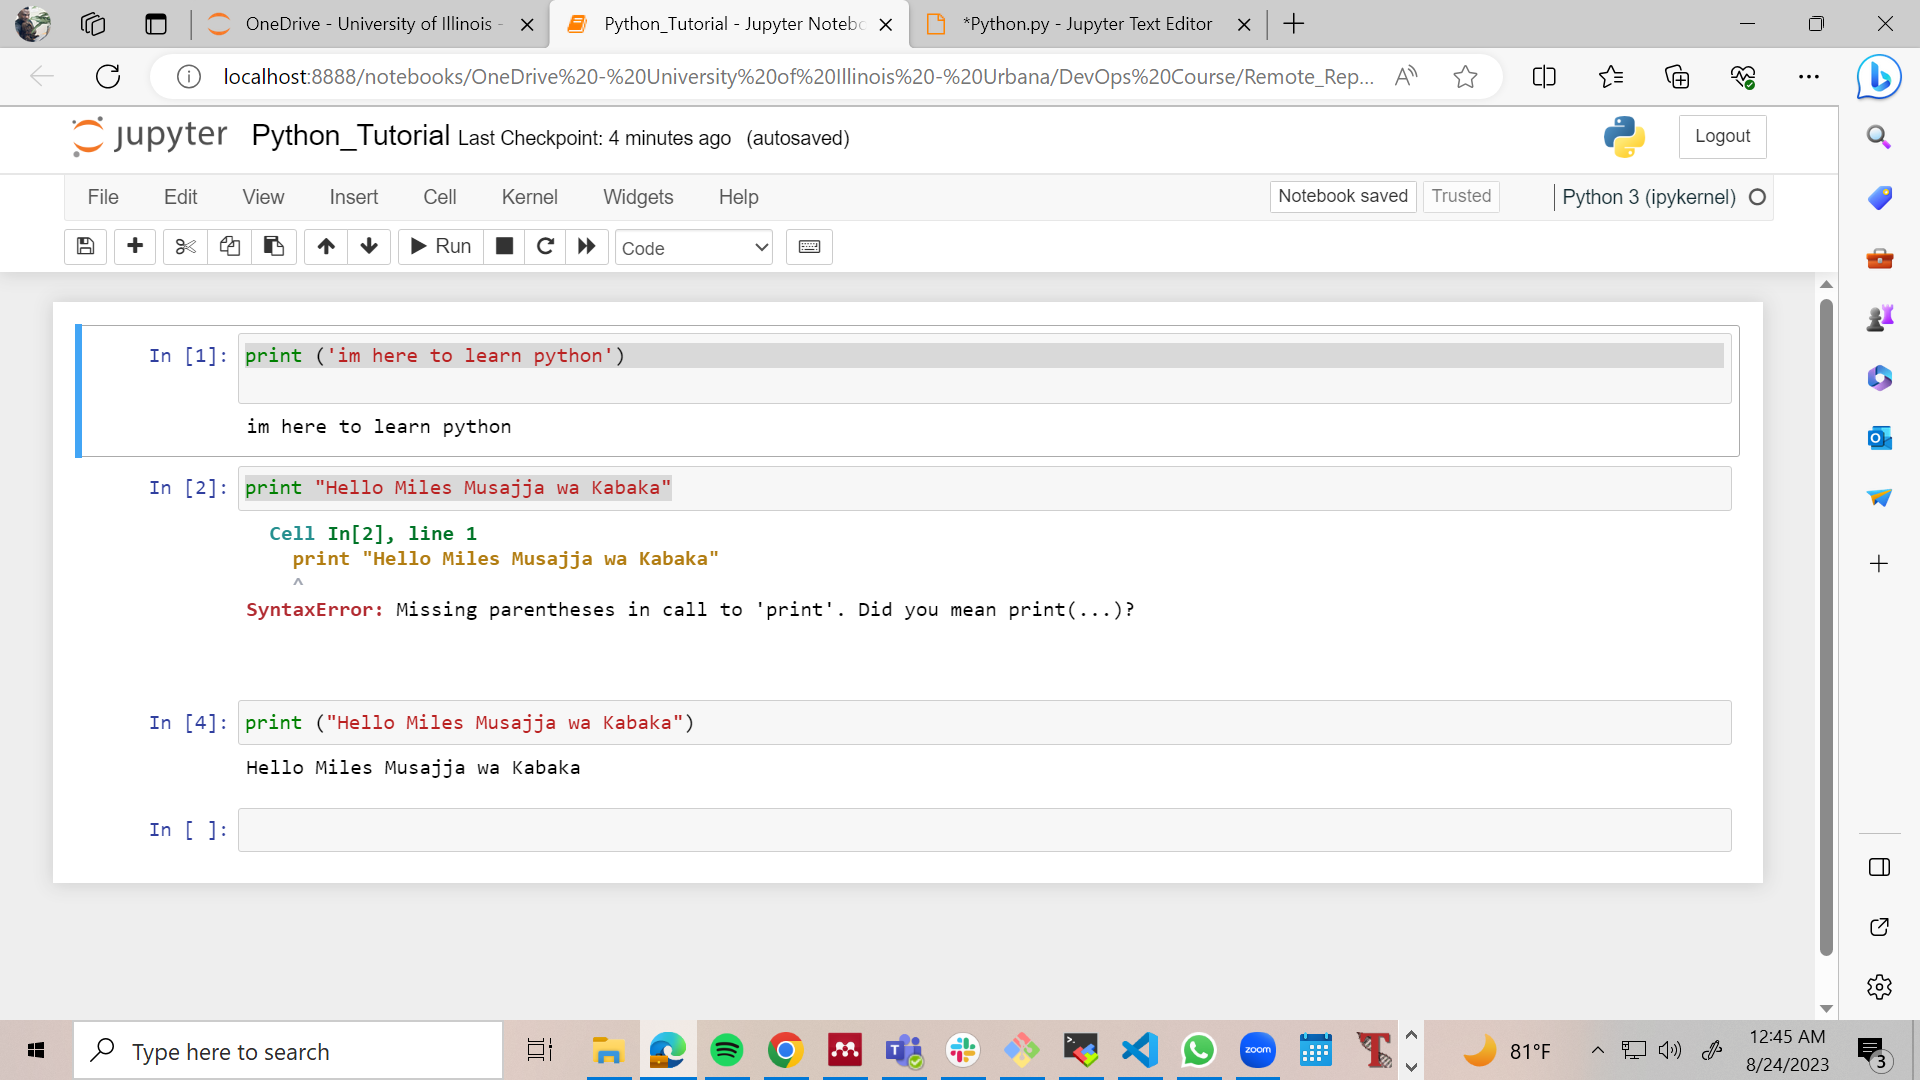 OneDrive - University of Illinois -
Python_Tutorial - Jupyter Notebo
*Python.py - Jupyter Text Editor
localhost:8888/notebooks/OneDrive%20-%20University%20of%20Illinois%20-%20Urbana/DevOps%20Course/Remote_Rep...
jupyter Python_Tutorial Last Checkpoint: 4 minutes ago (autosaved)
Logout
File Edit View Insert Cell Kernel Widgets Help
Notebook saved Trusted Python 3 (ipykernel)
Run Code
In [1]: print ('im here to learn python')
im here to learn python
In [2]: print "Hello Miles Musajja wa Kabaka"
Cell In[2], line 1
print "Hello Miles Musajja wa Kabaka"
^
SyntaxError: Missing parentheses in call to 'print'. Did you mean print(...)?
In [4]: print ("Hello Miles Musajja wa Kabaka")
Hello Miles Musajja wa Kabaka
In [ ]:
Type here to search
zoom
81°F
12:45 AM
8/24/2023
3